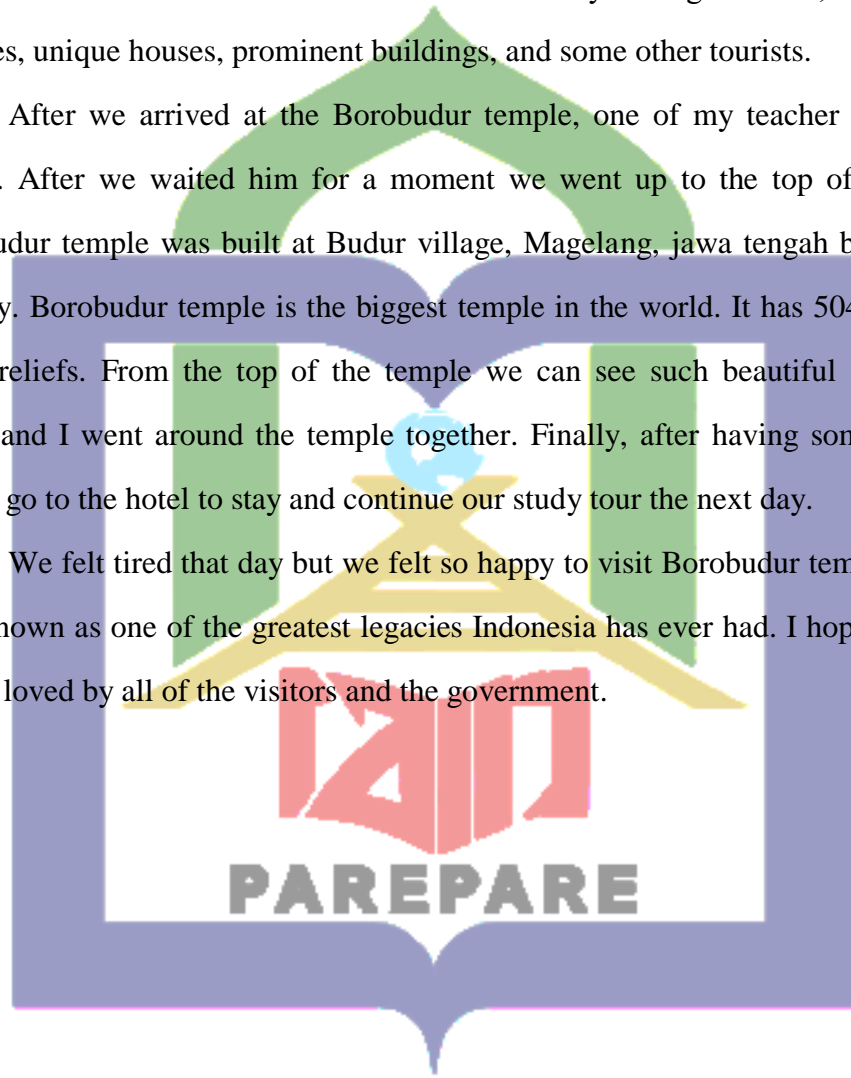 es, unique houses, prominent buildings, and some other tourists.
After we arrived at the Borobudur temple, one of my teacher
. After we waited him for a moment we went up to the top of
udur temple was built at Budur village, Magelang, jawa tengah b
y. Borobudur temple is the biggest temple in the world. It has 504
reliefs. From the top of the temple we can see such beautiful
and I went around the temple together. Finally, after having son
go to the hotel to stay and continue our study tour the next day.
We felt tired that day but we felt so happy to visit Borobudur tem
nown as one of the greatest legacies Indonesia has ever had. I hop
loved by all of the visitors and the government.
iain
PAREPARE